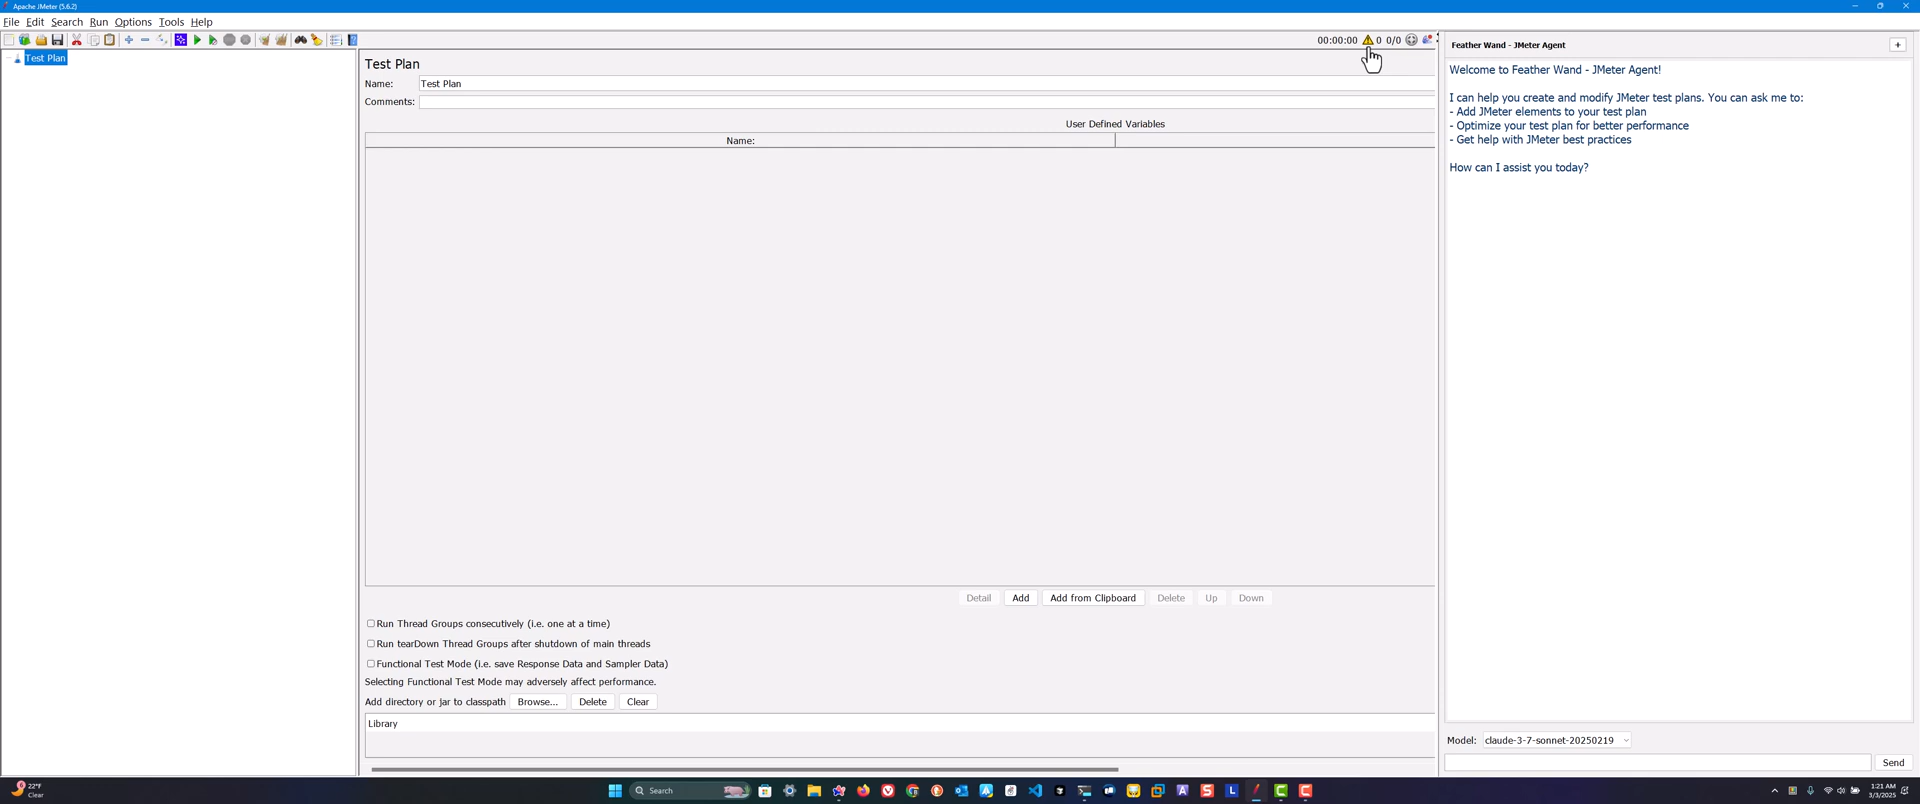 Apache JMeter (5.6.2)
File Edit Search Run Options Tools Help
00:00:00 0 0/0
Test Plan
Test Plan
Name: Test Plan
Comments:
User Defined Variables
Name:
Detail Add Add from Clipboard Delete Up Down
Run Thread Groups consecutively (i.e. one at a time)
Run tearDown Thread Groups after shutdown of main threads
Functional Test Mode (i.e. save Response Data and Sampler Data)
Selecting Functional Test Mode may adversely affect performance.
Add directory or jar to classpath Browse... Delete Clear
Library
Feather Wand - JMeter Agent
+
Welcome to Feather Wand - JMeter Agent!
I can help you create and modify JMeter test plans. You can ask me to:
- Add JMeter elements to your test plan
- Optimize your test plan for better performance
- Get help with JMeter best practices
How can I assist you today?
Model: claude-3-7-sonnet-20250219
Send
22°F
Clear
Search
1:21 AM
3/3/2025